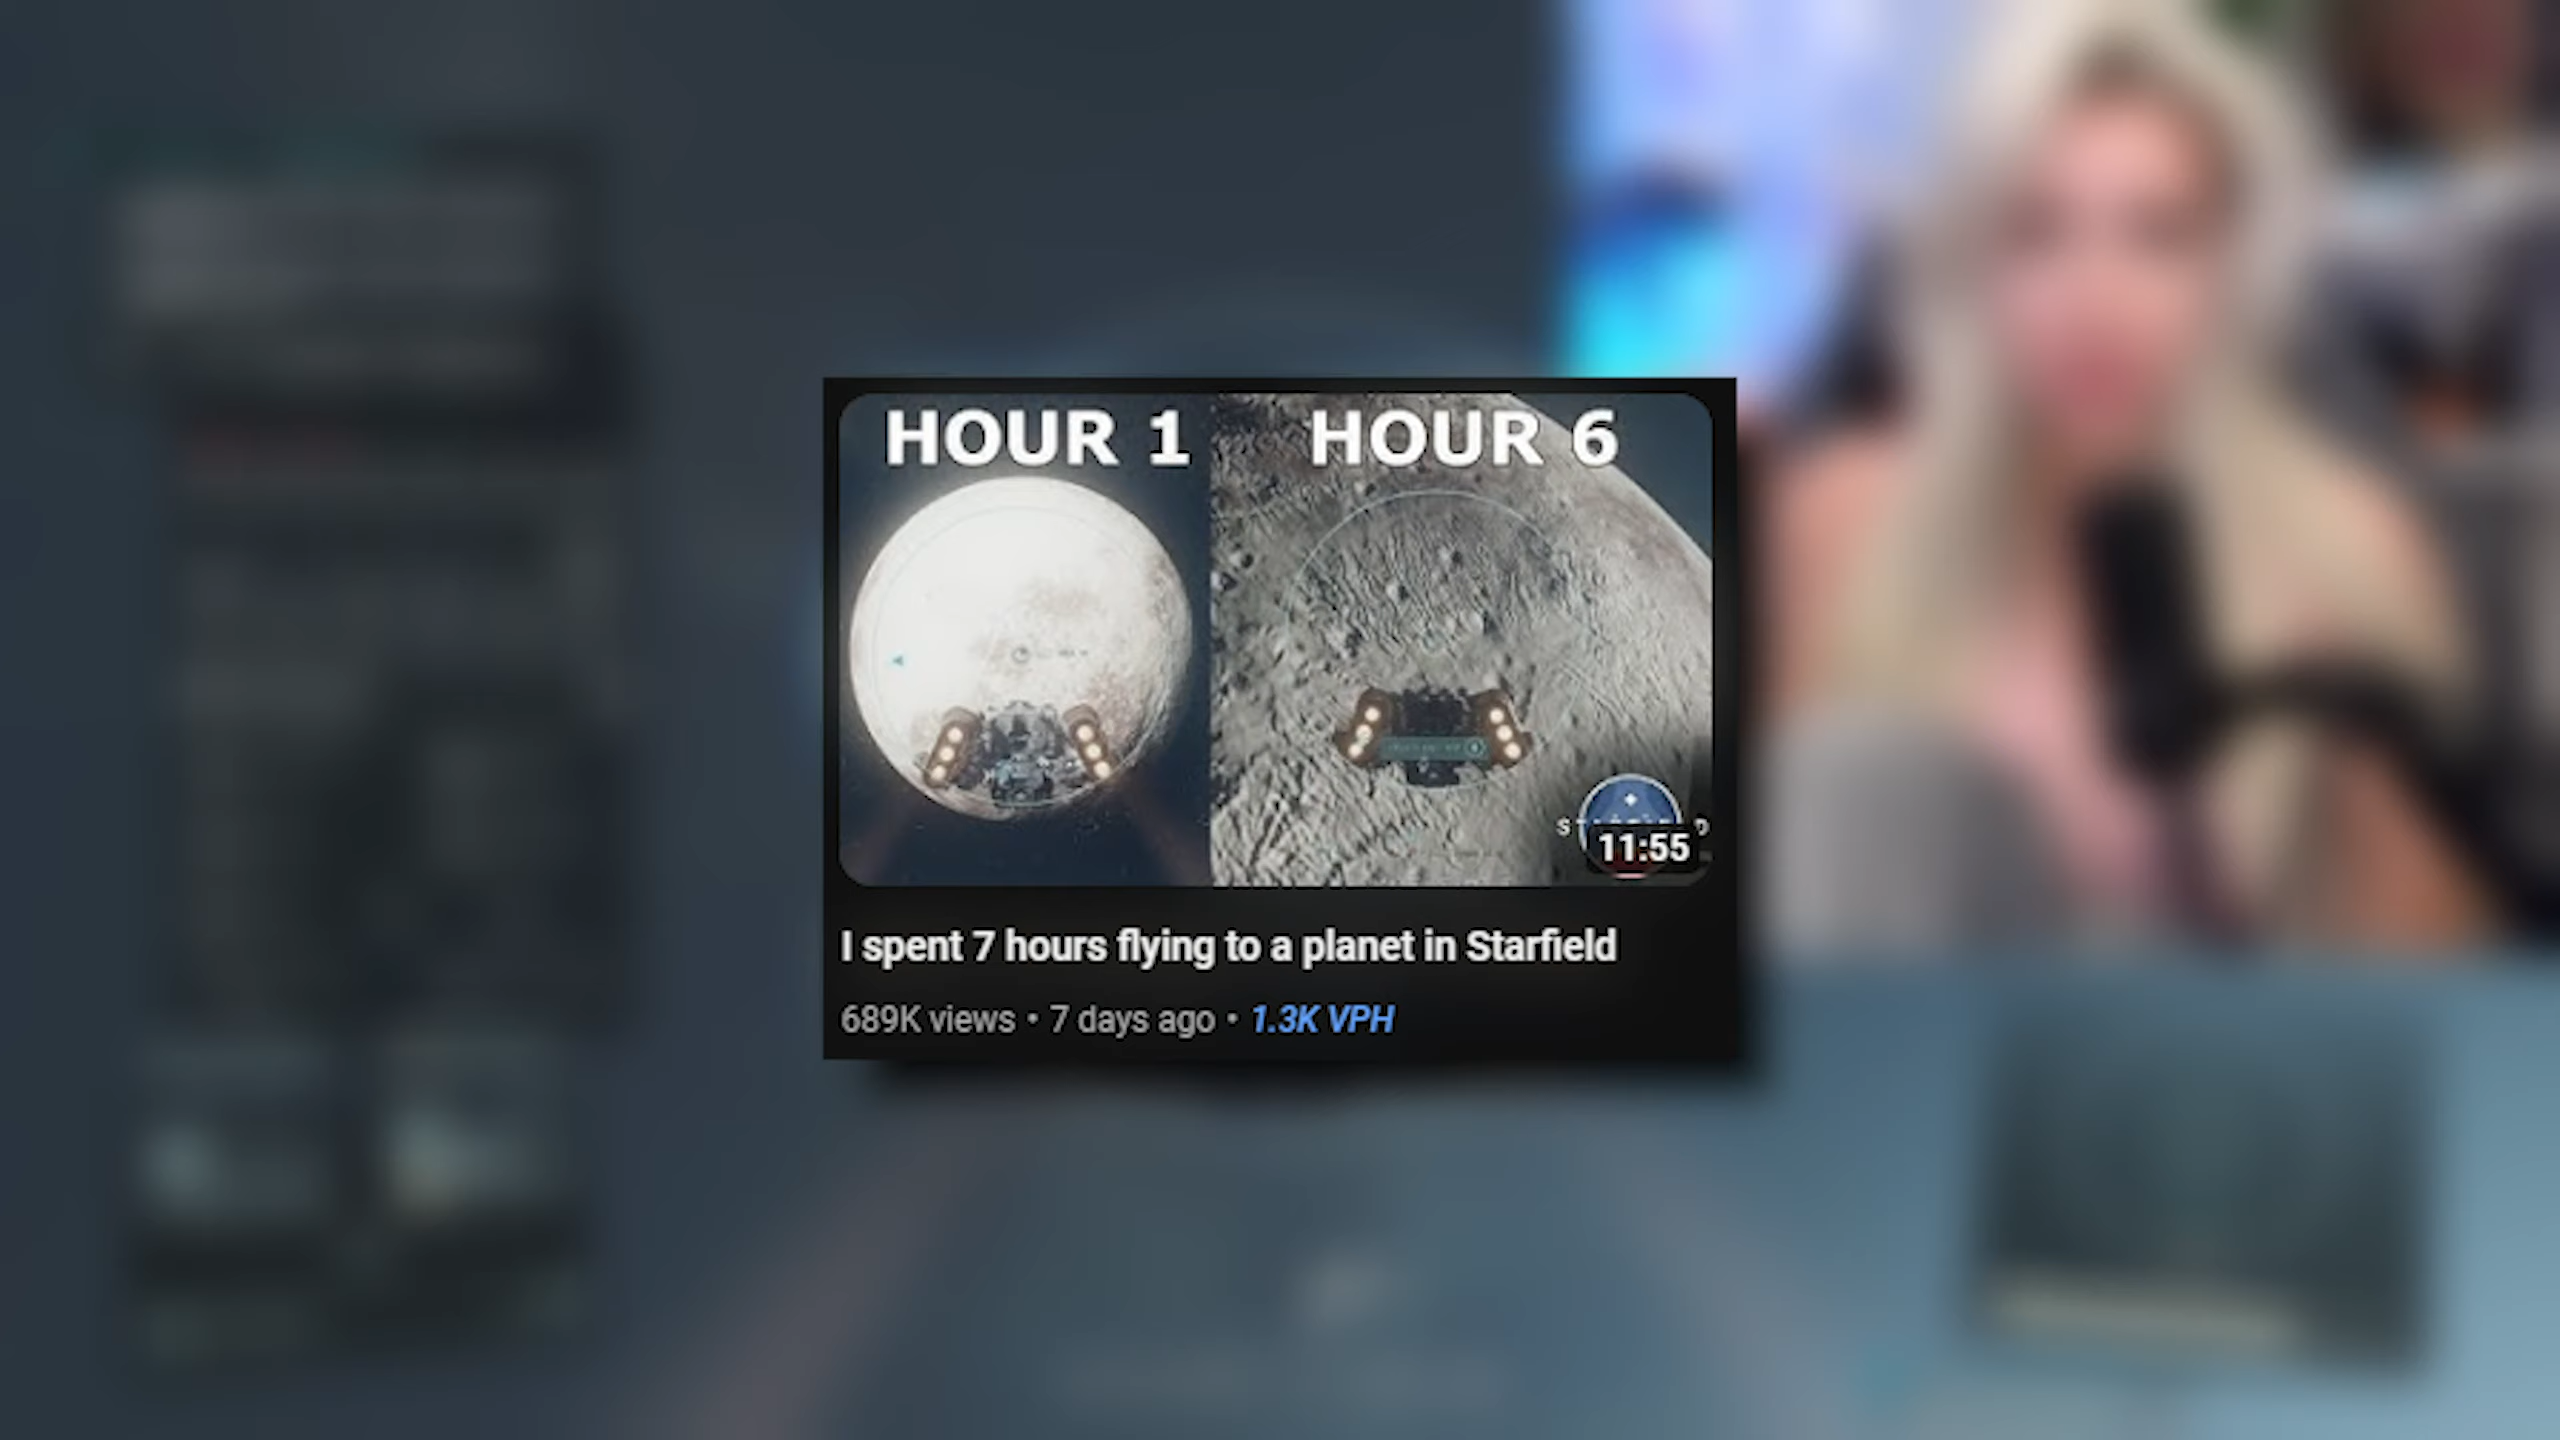 HOUR 1
HOUR 6
11:55
I spent 7 hours flying to a planet in Starfield
689K views • 7 days ago • 1.3K VPH